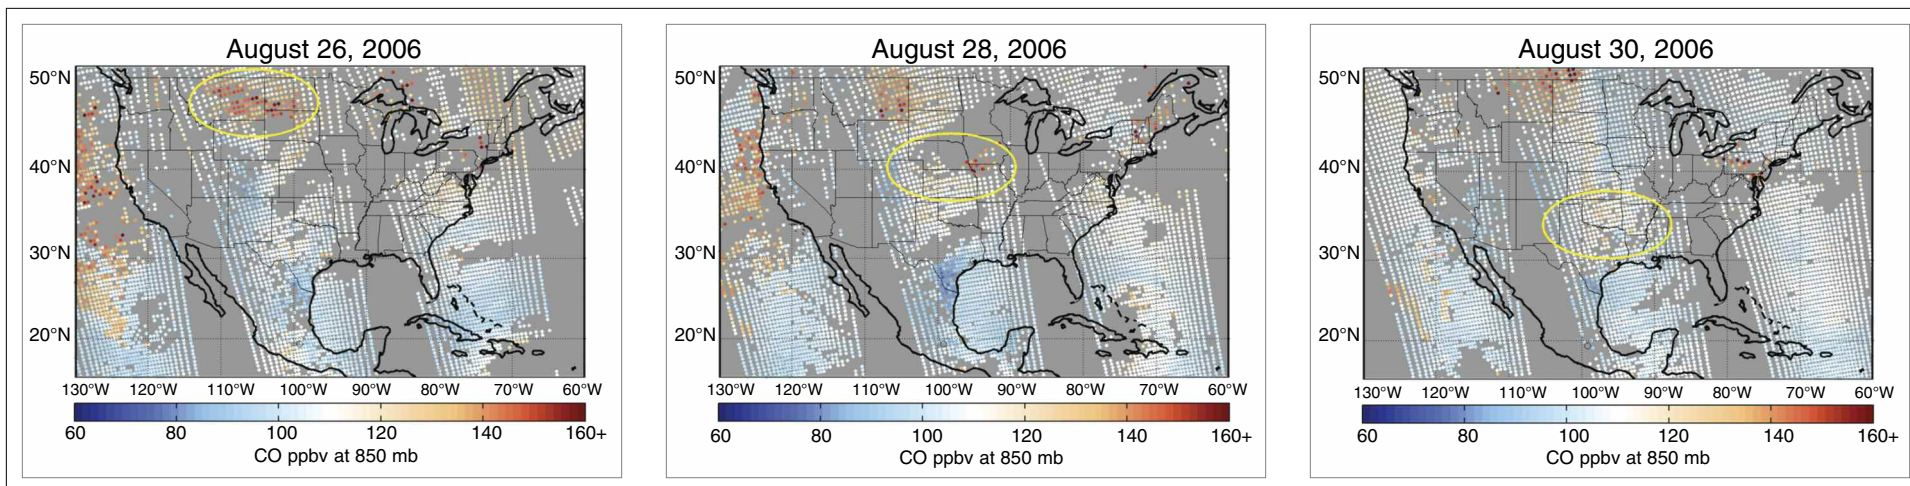 August 26, 2006
50°N
40°N
30°N
20°N
130°W 120°W 110°W 100°W 90°W 80°W 70°W 60°W
60 80 100 120 140 160+
CO ppbv at 850 mb
August 28, 2006
50°N
40°N
30°N
20°N
130°W 120°W 110°W 100°W 90°W 80°W 70°W 60°W
60 80 100 120 140 160+
CO ppbv at 850 mb
August 30, 2006
50°N
40°N
30°N
20°N
130°W 120°W 110°W 100°W 90°W 80°W 70°W 60°W
60 80 100 120 140 160+
CO ppbv at 850 mb